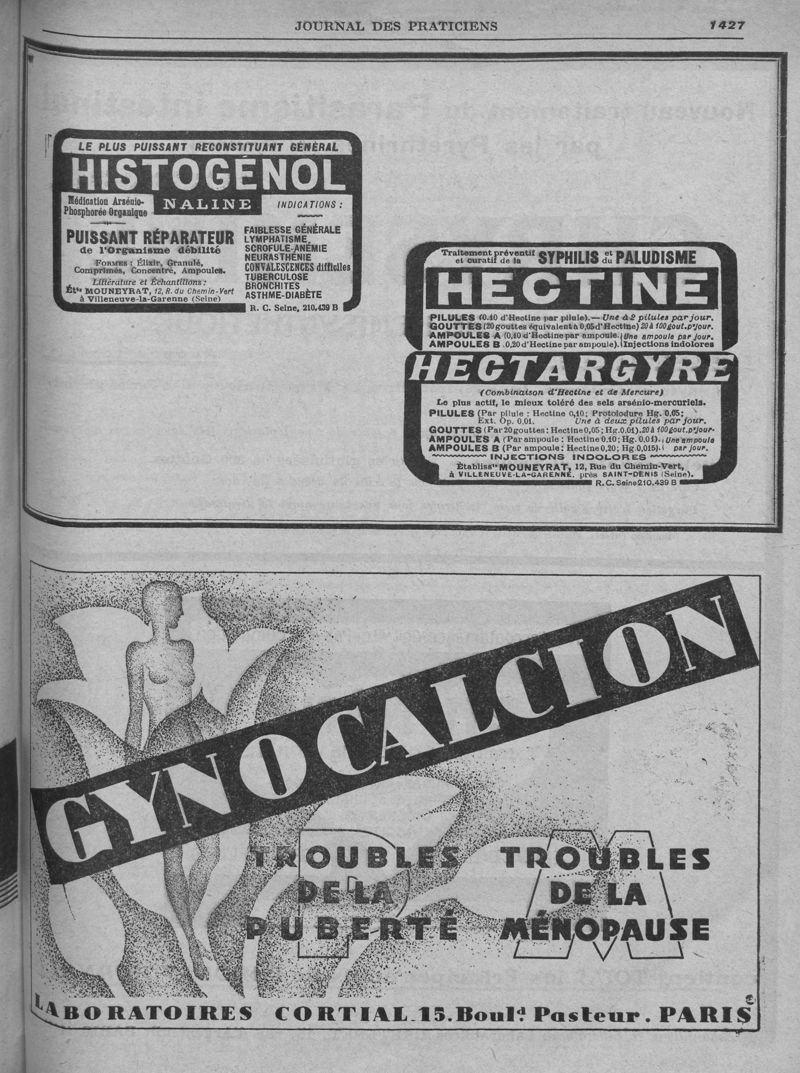 JOURNAL DES PRATICIENS 1427
LE PLUS PUISSANT RECONSTITUANT GÉNÉRAL
HISTOGÉNOL
Médication Arsénio-
Phosphorée Organique
NALINE
INDICATIONS :
PUISSANT RÉPARATEUR
de l'Organisme débilité
FORMES : Élixir, Granulé,
Comprimés, Concentré, Ampoules.
Littérature et Échantillons :
Éts MOUNEYRAT, 12, R. du Chemin-Vert
à Villeneuve-la-Garenne (Seine)
FAIBLESSE GÉNÉRALE
LYMPHATISME
SCROFULE-ANÉMIE
NEURASTHÉNIE
CONVALESCENCES difficiles
TUBERCULOSE
BRONCHITES
ASTHME-DIABÈTE
R. C. Seine, 210.439 B
Traitement préventif
et curatif de la
SYPHILIS et du PALUDISME
HECTINE
PILULES (0.10 d'Hectine par pilule).— Une à 2 pilules par jour.
GOUTTES (20 gouttes équivalent à 0,05 d'Hectine) 20 à 100 gout. p' jour.
AMPOULES A (0,10 d'Hectine par ampoule. Une ampoule par jour.
AMPOULES B (0,20 d'Hectine par ampoule). Injections indolores
HECTARGYRE
(Combinaison d'Hectine et de Mercure)
Le plus actif, le mieux toléré des sels arsénio-mercuriels.
PILULES (Par pilule : Hectine 0,10; Protoiodure Hg. 0,05;
Ext. Op. 0,01. Une à deux pilules par jour.
GOUTTES (Par 20 gouttes : Hectine 0,05; Hg. 0,01). 20 à 100 gout. p' jour.
AMPOULES A (Par ampoule : Hectine 0,10; Hg. 0,01). Une ampoule
AMPOULES B (Par ampoule : Hectine 0,20; Hg. 0,015). par jour.
INJECTIONS INDOLORES
Établissts MOUNEYRAT, 12, Rue du Chemin-Vert,
à VILLENEUVE-LA-GARENNE, près SAINT-DENIS (Seine).
R. C. Seine 210.439 B
GYNOCALCION
P
TROUBLES
DE LA
PUBERTÉ
M
TROUBLES
DE LA
MÉNOPAUSE
LABORATOIRES CORTIAL.15.Boul.d Pasteur. PARIS